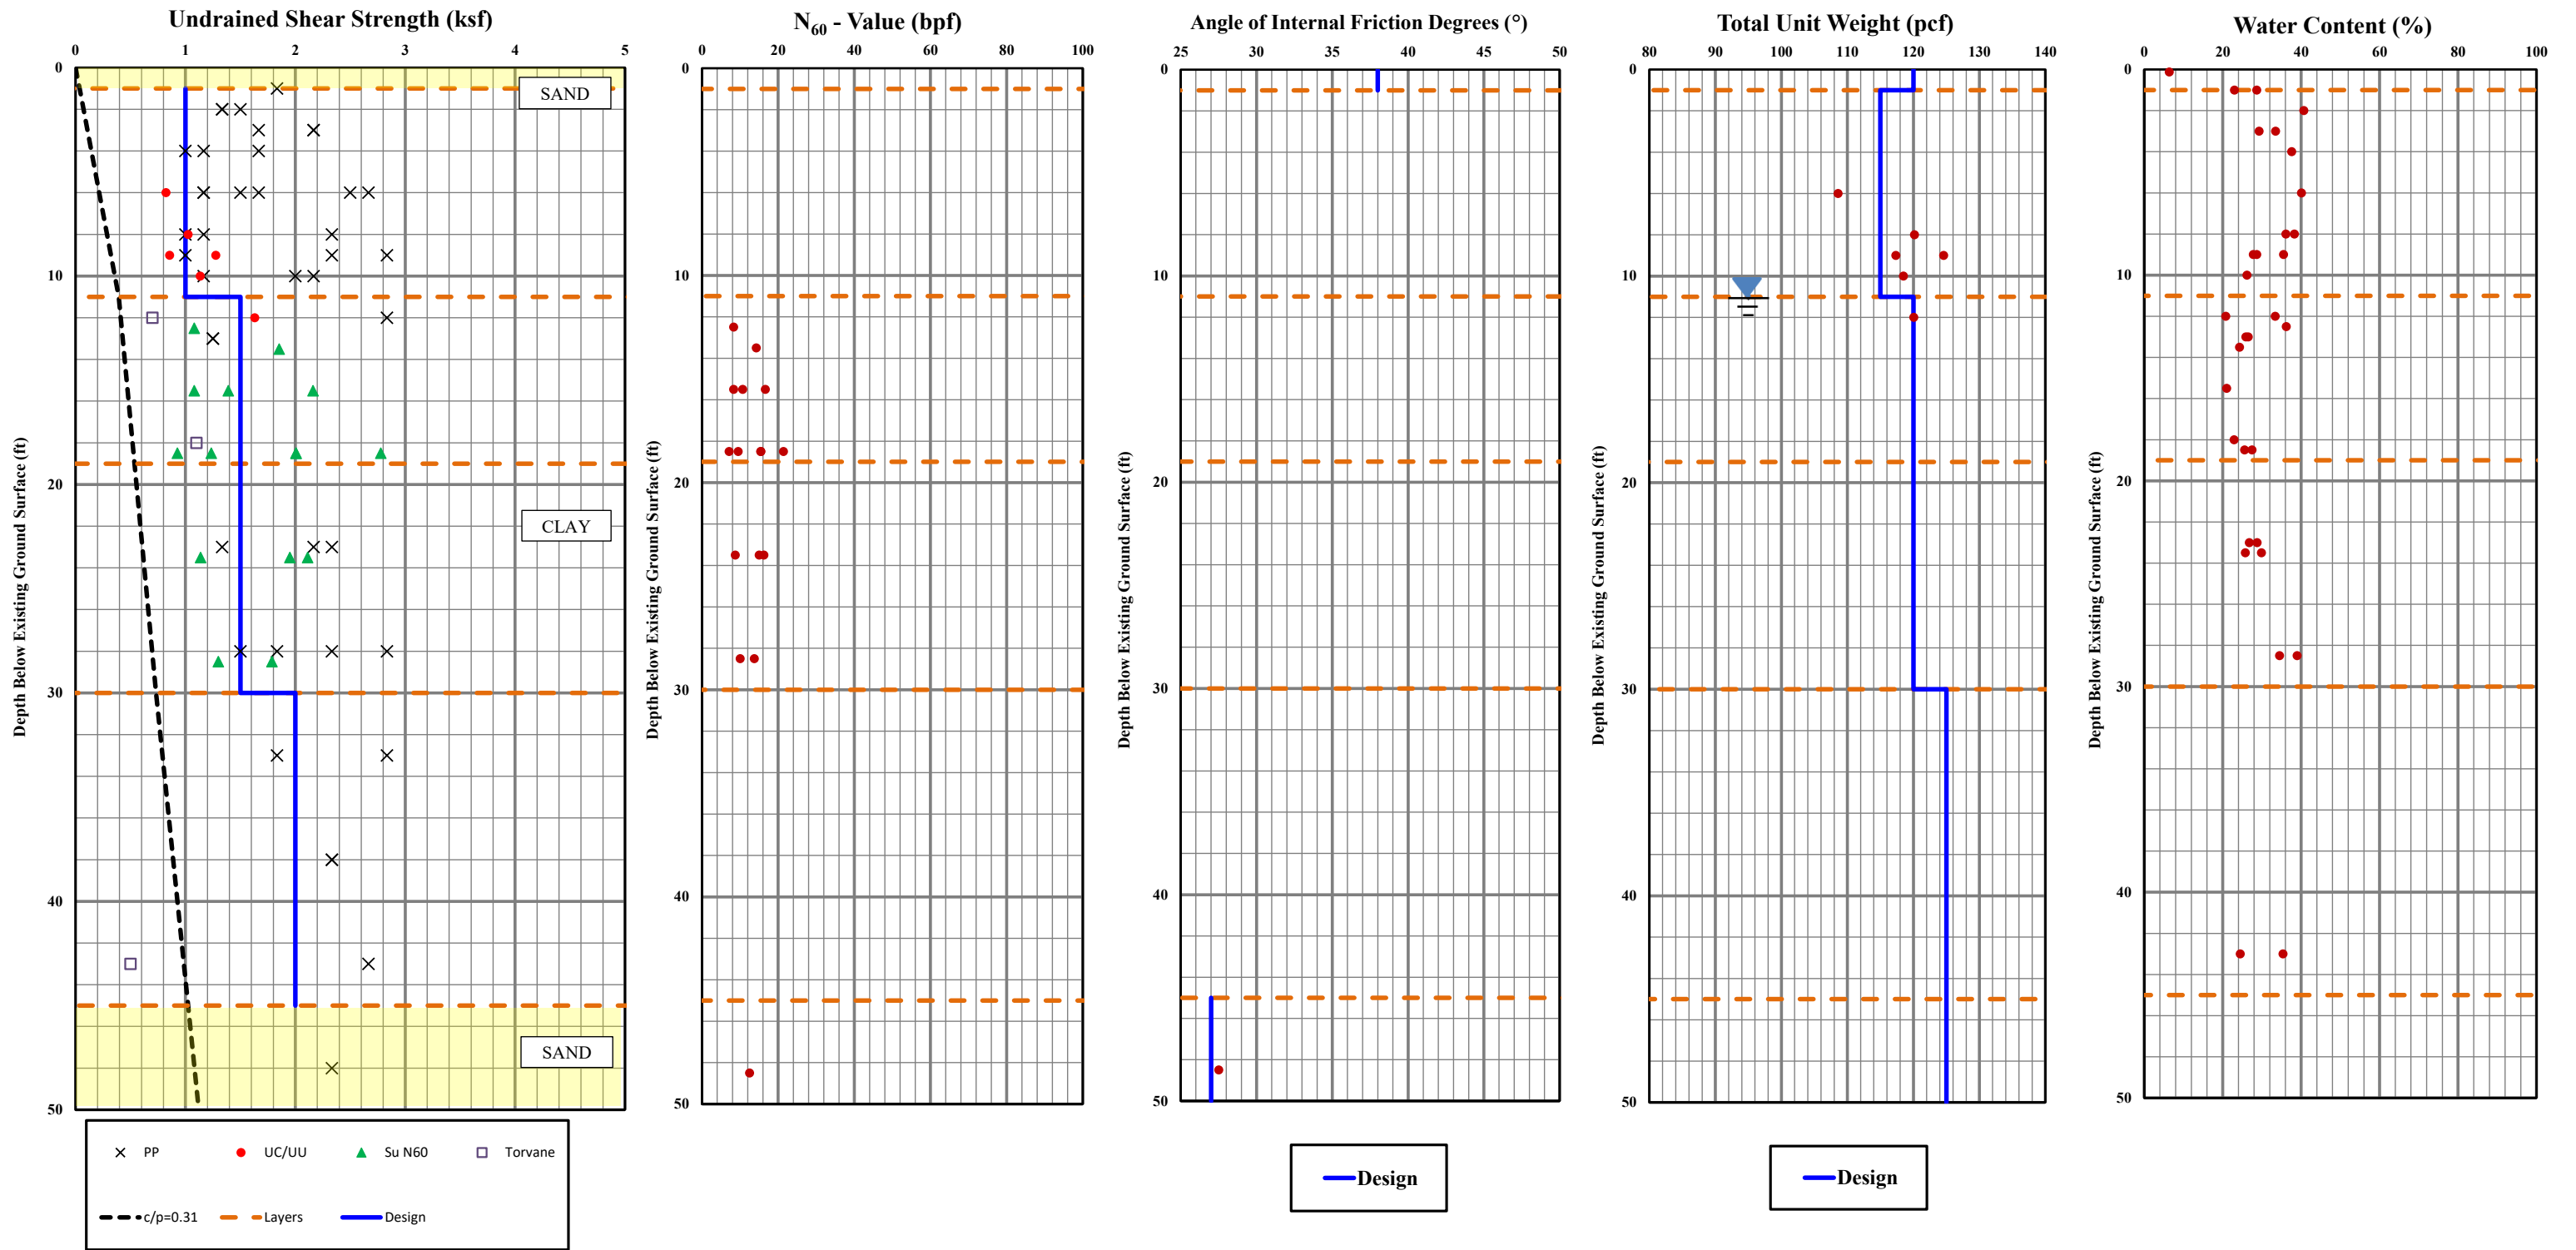 Undrained Shear Strength (ksf)
0 1 2 3 4 5
0
10
20
30
40
50
Depth Below Existing Ground Surface (ft)
SAND
CLAY
SAND
PP UC/UU Su N60 Torvane
c/p=0.31 Layers Design
N60 - Value (bpf)
0 20 40 60 80 100
0
10
20
30
40
50
Depth Below Existing Ground Surface (ft)
Angle of Internal Friction Degrees (°)
25 30 35 40 45 50
0
10
20
30
40
50
Depth Below Existing Ground Surface (ft)
Design
Total Unit Weight (pcf)
80 90 100 110 120 130 140
0
10
20
30
40
50
Depth Below Existing Ground Surface (ft)
Design
Water Content (%)
0 20 40 60 80 100
0
10
20
30
40
50
Depth Below Existing Ground Surface (ft)